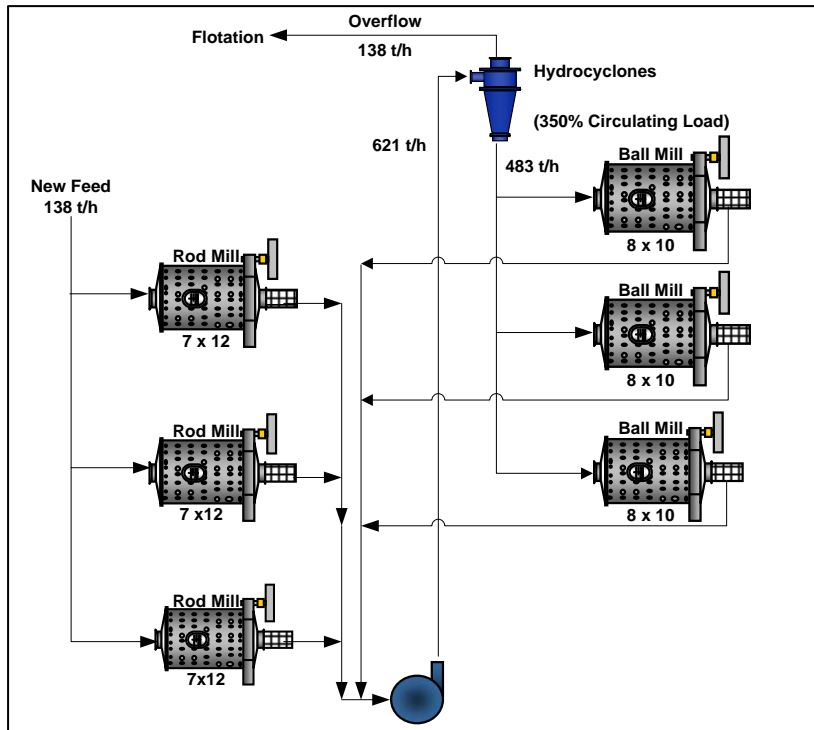 Overflow
Flotation
138 t/h
Hydrocyclones
(350% Circulating Load)
621 t/h
483 t/h
Ball Mill
8 x 10
New Feed
138 t/h
Rod Mill
7 x 12
Ball Mill
8 x 10
Rod Mill
7 x12
Ball Mill
8 x 10
Rod Mill
7x12